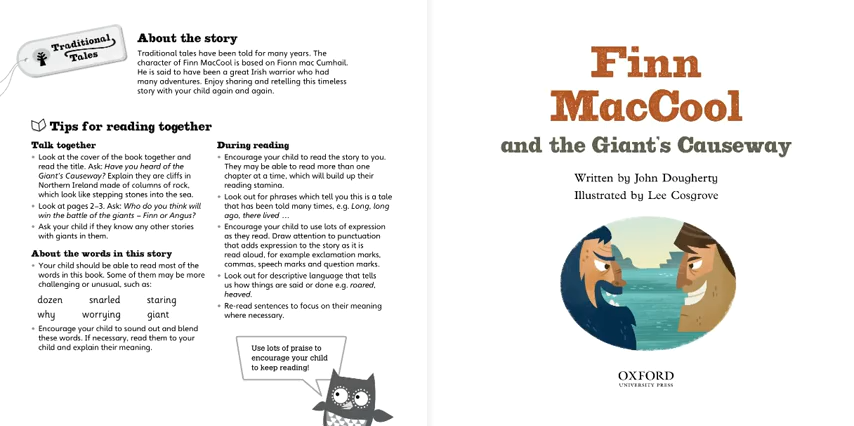 Traditional
Tales
About the story
Traditional tales have been told for many years. The
character of Finn MacCool is based on Fionn mac Cumhail.
He is said to have been a great Irish warrior who had
many adventures. Enjoy sharing and retelling this timeless
story with your child again and again.
Tips for reading together
Talk together
• Look at the cover of the book together and
read the title. Ask: Have you heard of the
Giant's Causeway? Explain they are cliffs in
Northern Ireland made of columns of rock,
which look like stepping stones into the sea.
• Look at pages 2–3. Ask: Who do you think will
win the battle of the giants – Finn or Angus?
• Ask your child if they know any other stories
with giants in them.
About the words in this story
• Your child should be able to read most of the
words in this book. Some of them may be more
challenging or unusual, such as:
dozen snarled staring
why worrying giant
• Encourage your child to sound out and blend
these words. If necessary, read them to your
child and explain their meaning.
During reading
• Encourage your child to read the story to you.
They may be able to read more than one
chapter at a time, which will build up their
reading stamina.
• Look out for phrases which tell you this is a tale
that has been told many times, e.g. Long, long
ago, there lived …
• Encourage your child to use lots of expression
as they read. Draw attention to punctuation
that adds expression to the story as it is
read aloud, for example exclamation marks,
commas, speech marks and question marks.
• Look out for descriptive language that tells
us how things are said or done e.g. roared,
heaved.
• Re-read sentences to focus on their meaning
where necessary.
Use lots of praise to
encourage your child
to keep reading!
Finn
MacCool
and the Giant's Causeway
Written by John Dougherty
Illustrated by Lee Cosgrove
OXFORD
UNIVERSITY PRESS